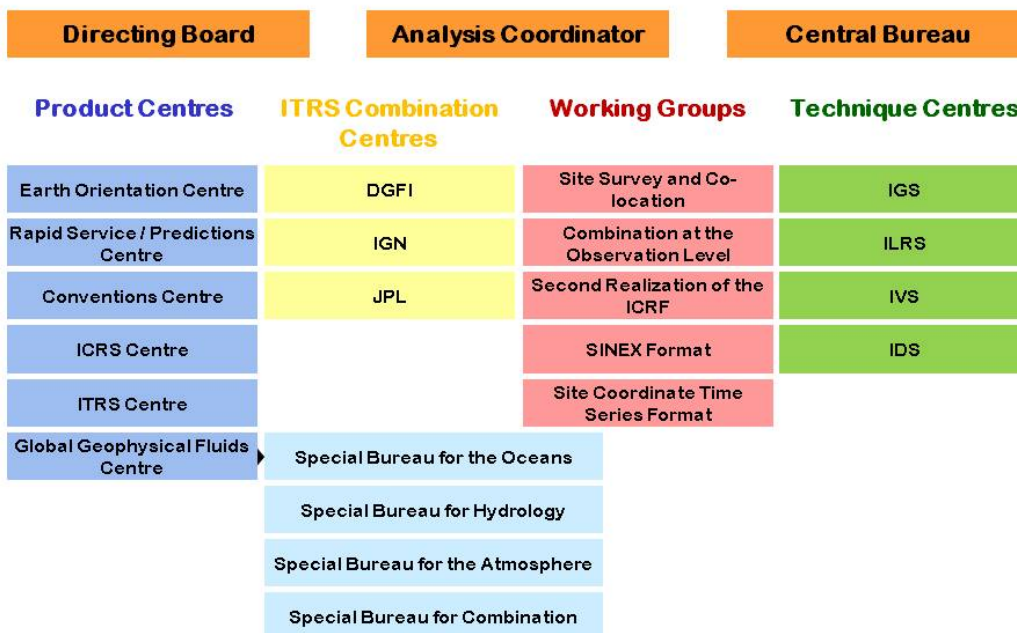 Directing Board
Analysis Coordinator
Central Bureau
Product Centres
ITRS Combination
Centres
Working Groups
Technique Centres
Earth Orientation Centre
Rapid Service / Predictions
Centre
Conventions Centre
ICRS Centre
ITRS Centre
Global Geophysical Fluids
Centre
DGFI
IGN
JPL
Special Bureau for the Oceans
Special Bureau for Hydrology
Special Bureau for the Atmosphere
Special Bureau for Combination
Site Survey and Co-
location
Combination at the
Observation Level
Second Realization of the
ICRF
SINEX Format
Site Coordinate Time
Series Format
IGS
ILRS
IVS
IDS